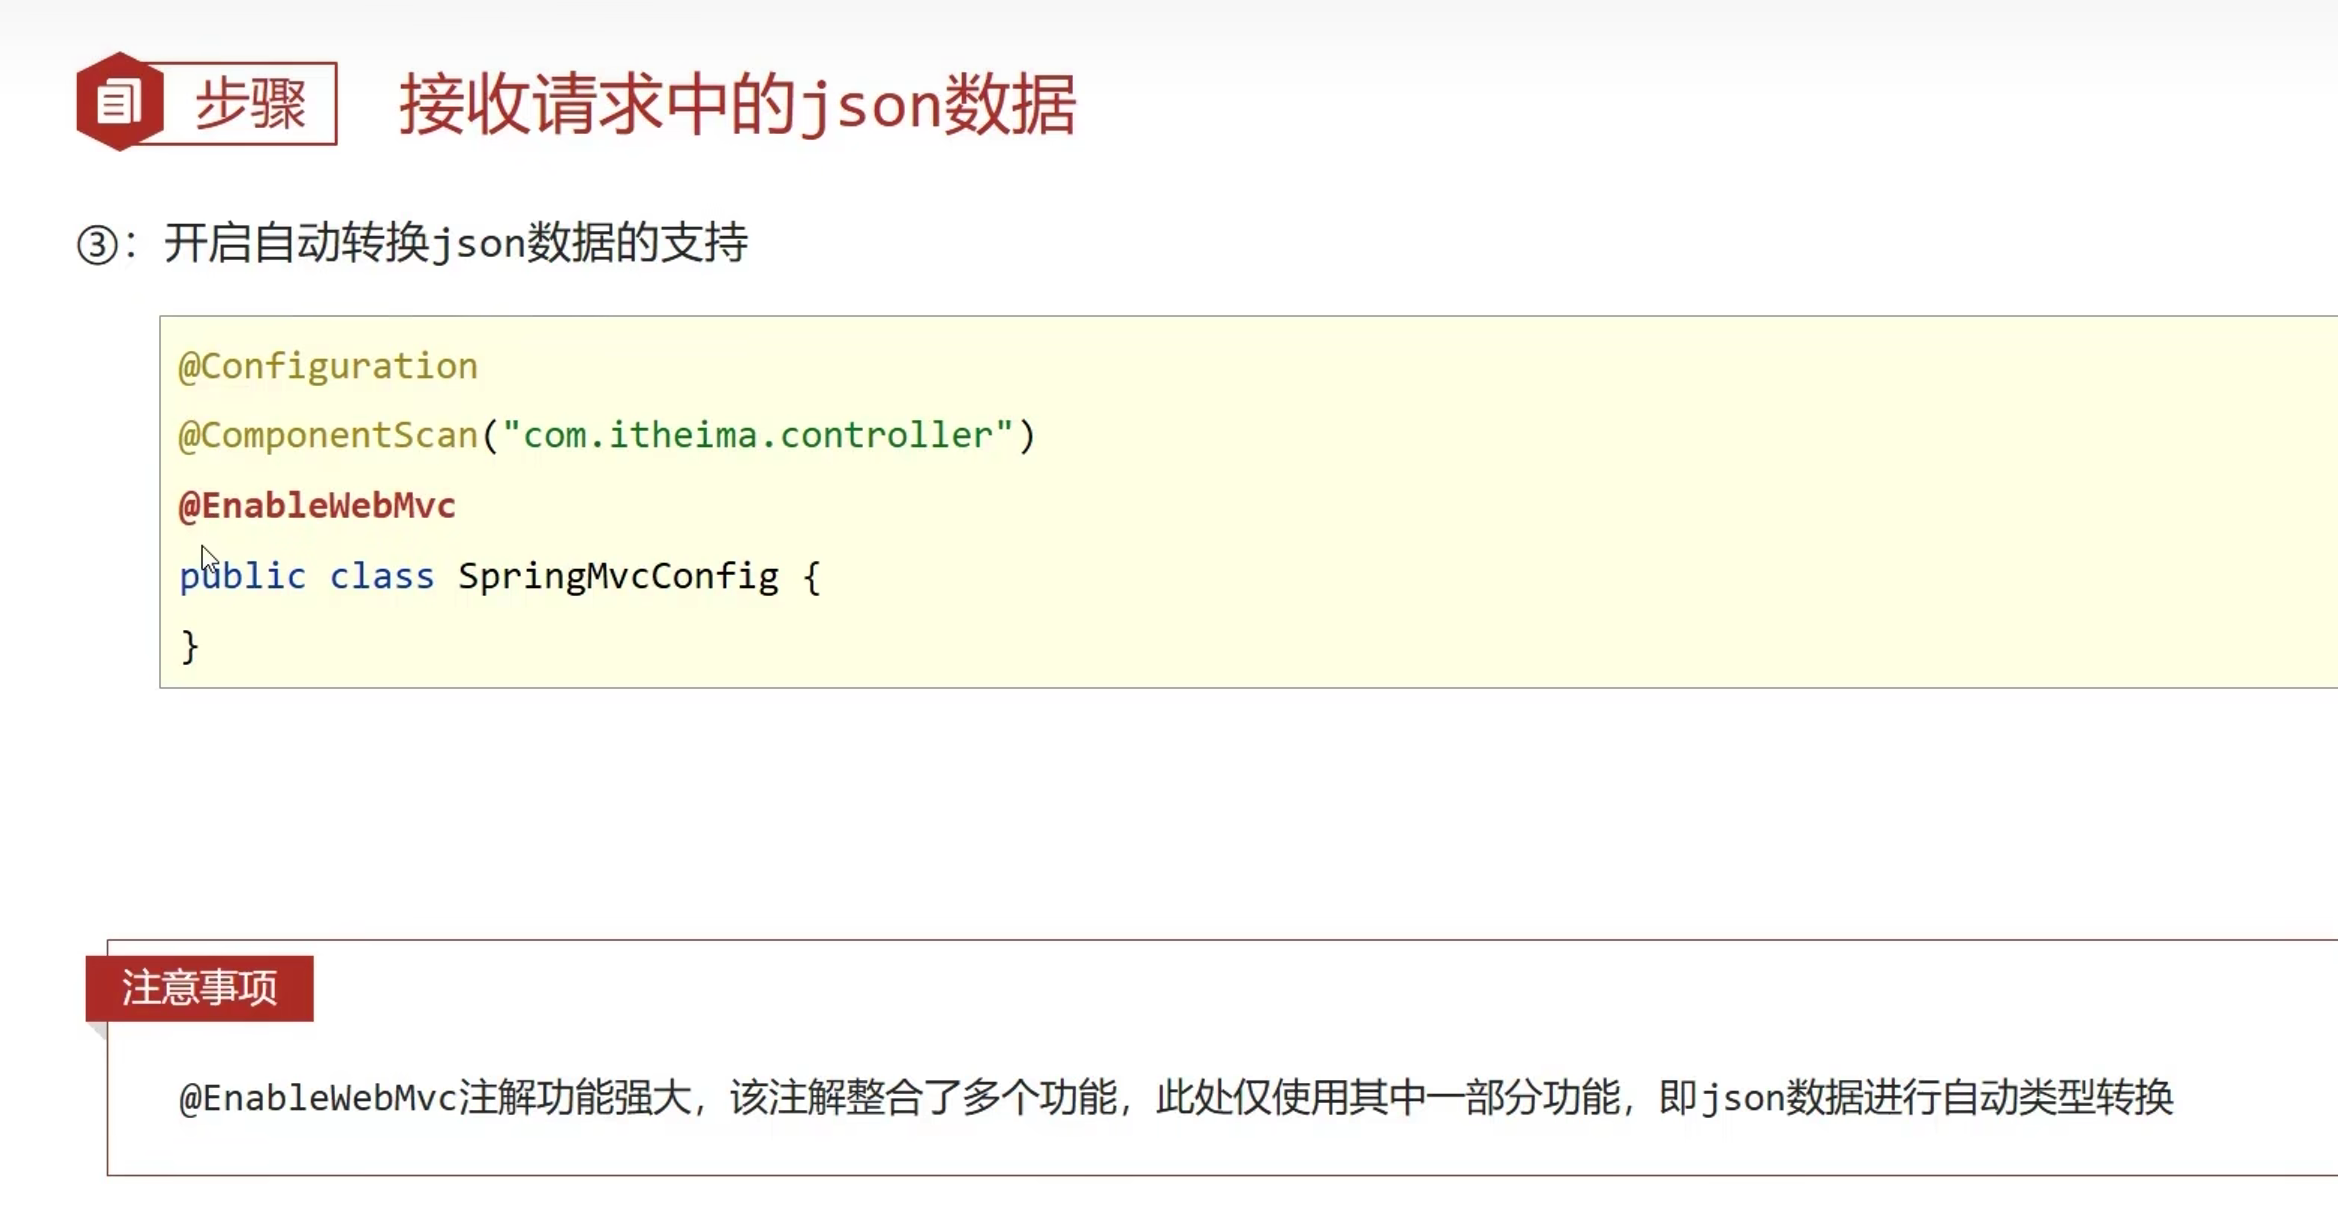 步骤 接收请求中的json数据
③：开启自动转换json数据的支持
@Configuration
@ComponentScan("com.itheima.controller")
@EnableWebMvc
public class SpringMvcConfig {
}
注意事项
@EnableWebMvc注解功能强大，该注解整合了多个功能，此处仅使用其中一部分功能，即json数据进行自动类型转换